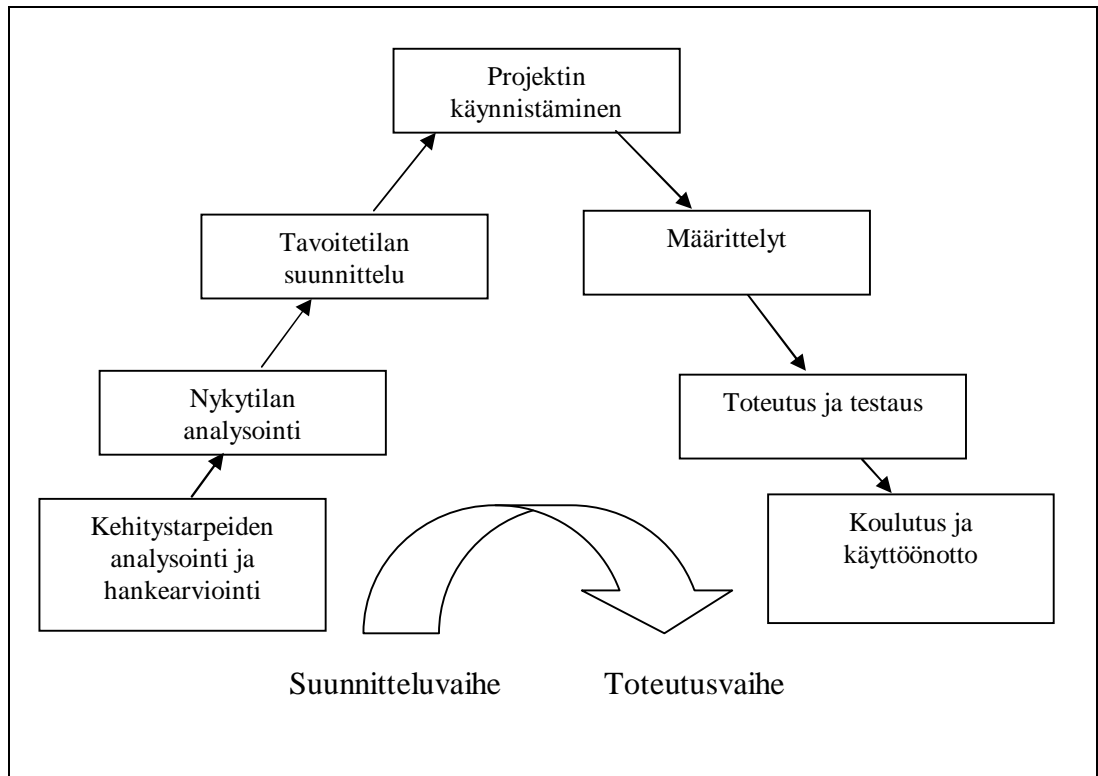 Projektin
käynnistäminen
Tavoitetilan
suunnittelu
Määrittelyt
Nykytilan
analysointi
Toteutus ja testaus
Kehitystarpeiden
analysointi ja
hankearviointi
Koulutus ja
käyttöönotto
Suunnitteluvaihe
Toteutusvaihe